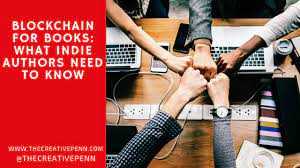 BLOCKCHAIN
FOR BOOKS:
WHAT INDIE
AUTHORS NEED
TO KNOW
WWW.THECREATIVEPENN.COM
@THECREATIVEPENN